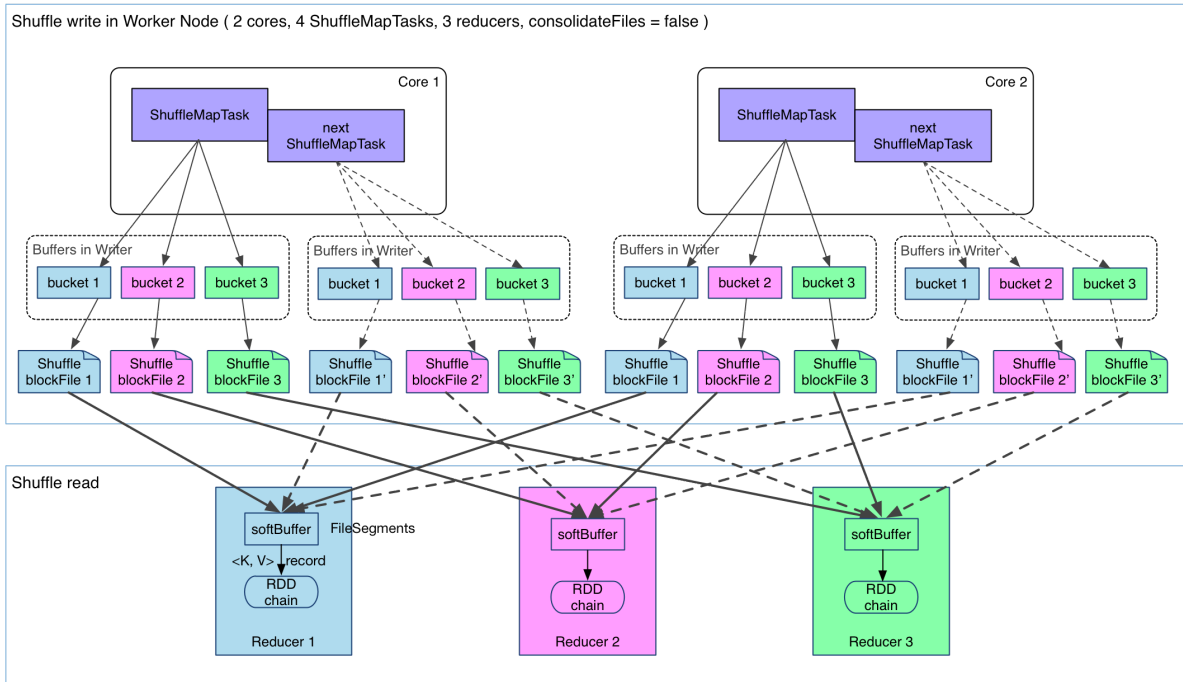 Shuffle write in Worker Node ( 2 cores, 4 ShuffleMapTasks, 3 reducers, consolidateFiles = false )
Core 1
ShuffleMapTask
next
ShuffleMapTask
Core 2
ShuffleMapTask
next
ShuffleMapTask
Buffers in Writer
bucket 1
bucket 2
bucket 3
Buffers in Writer
bucket 1
bucket 2
bucket 3
Buffers in Writer
bucket 1
bucket 2
bucket 3
Buffers in Writer
bucket 1
bucket 2
bucket 3
Shuffle
blockFile 1
Shuffle
blockFile 2
Shuffle
blockFile 3
Shuffle
blockFile 1’
Shuffle
blockFile 2’
Shuffle
blockFile 3’
Shuffle
blockFile 1
Shuffle
blockFile 2
Shuffle
blockFile 3
Shuffle
blockFile 1’
Shuffle
blockFile 2’
Shuffle
blockFile 3’
Shuffle read
softBuffer
FileSegments
<K, V> record
RDD
chain
Reducer 1
softBuffer
RDD
chain
Reducer 2
softBuffer
RDD
chain
Reducer 3